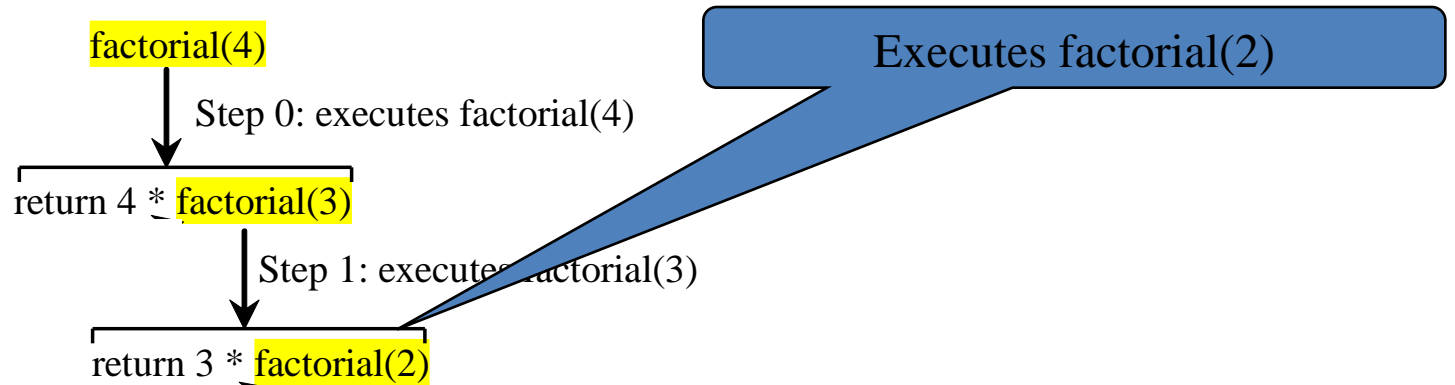 factorial(4)
Executes factorial(2)
Step 0: executes factorial(4)
return 4 * factorial(3)
Step 1: executes factorial(3)
return 3 * factorial(2)